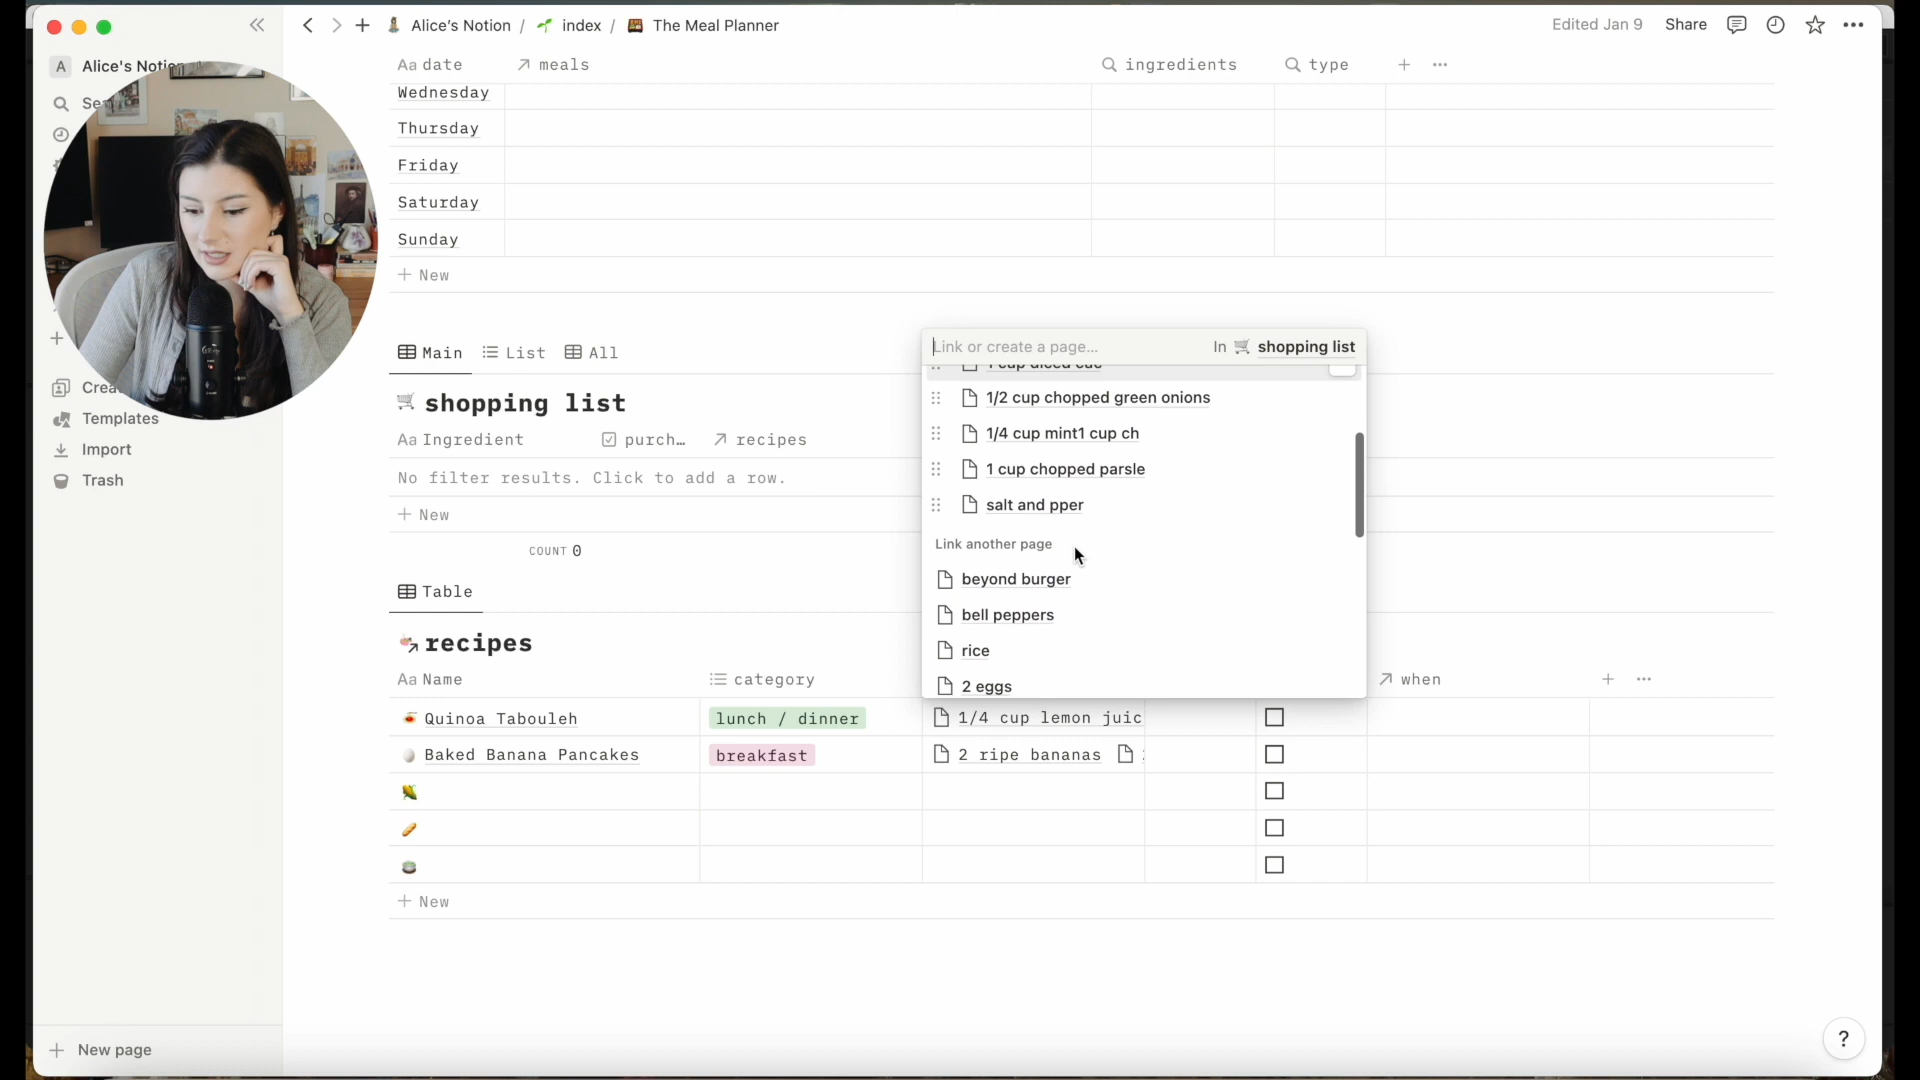 Alice's Notion / index / The Meal Planner
Edited Jan 9 Share
A Alice's Notion
date meals ingredients type
Wednesday
Thursday
Friday
Saturday
Sunday
+ New
Templates
Import
Trash
Main List All
shopping list
Ingredient purch… recipes
No filter results. Click to add a row.
+ New
COUNT 0
Link or create a page... In shopping list
1/2 cup chopped green onions
1/4 cup mint1 cup ch
1 cup chopped parsle
salt and pper
Link another page
beyond burger
bell peppers
rice
2 eggs
Table
recipes
Aa Name category when
Quinoa Tabouleh lunch / dinner 1/4 cup lemon juic
Baked Banana Pancakes breakfast 2 ripe bananas
+ New
+ New page
?